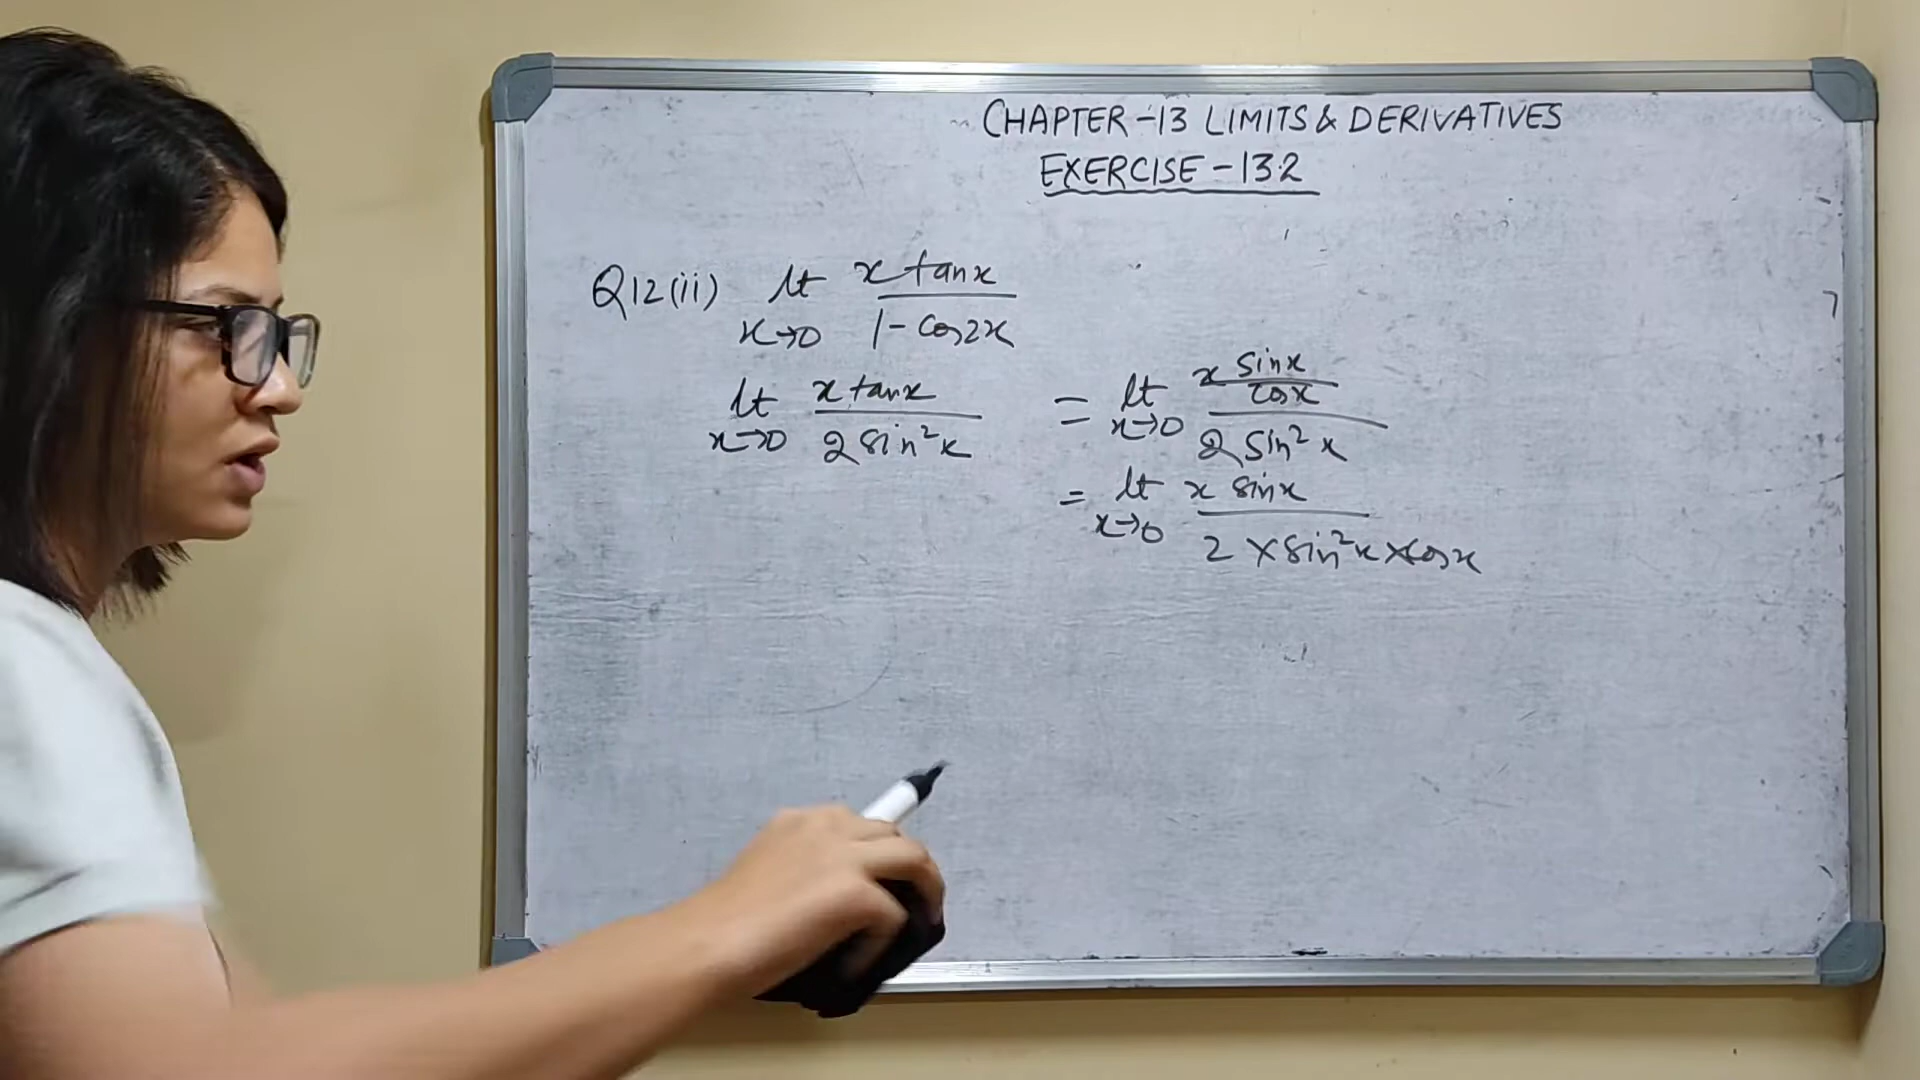 CHAPTER-13 LIMITS & DERIVATIVES
EXERCISE-13.2
Q12(ii) lt x→0 x tanx / 1-cos2x
lt x→0 x tanx / 2 sin²x = lt x→0 x sinx/cosx / 2 sin²x
= lt x→0 x sinx / 2 × sin²x × cosx